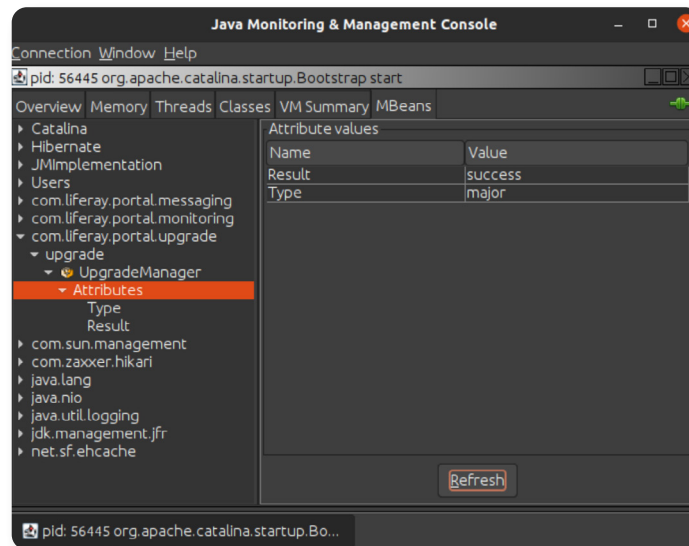 Java Monitoring & Management Console
Connection Window Help
pid: 56445 org.apache.catalina.startup.Bootstrap start
Overview Memory Threads Classes VM Summary MBeans
Catalina
Hibernate
JMImplementation
Users
com.liferay.portal.messaging
com.liferay.portal.monitoring
com.liferay.portal.upgrade
upgrade
UpgradeManager
Attributes
Type
Result
com.sun.management
com.zaxxer.hikari
java.lang
java.nio
java.util.logging
jdk.management.jfr
net.sf.ehcache
Attribute values
Name Value
Result success
Type major
Refresh
pid: 56445 org.apache.catalina.startup.Bo...